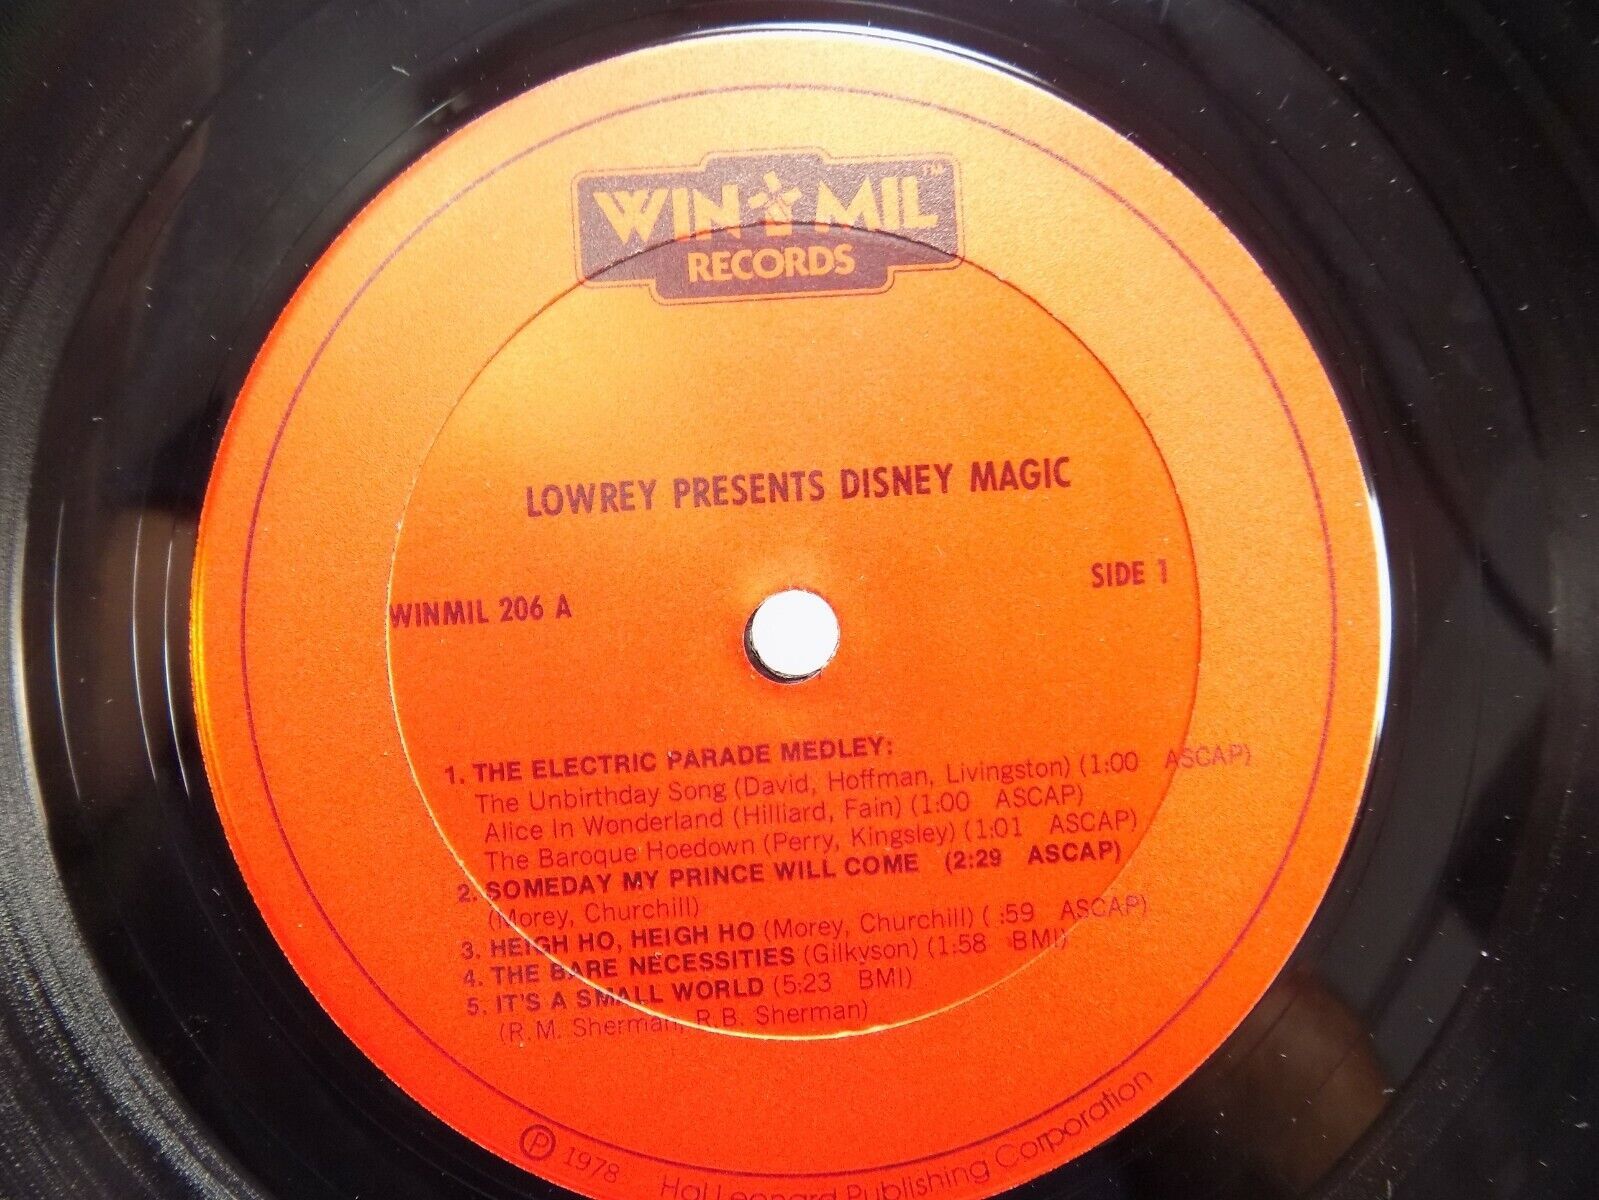 WIN MIL™
RECORDS
LOWREY PRESENTS DISNEY MAGIC
SIDE 1
WINMIL 206 A
1. THE ELECTRIC PARADE MEDLEY:
The Unbirthday Song (David, Hoffman, Livingston) (1:00 ASCAP)
Alice In Wonderland (Hilliard, Fain) (1:00 ASCAP)
The Baroque Hoedown (Perry, Kingsley) (1:01 ASCAP)
2. SOMEDAY MY PRINCE WILL COME (2:29 ASCAP)
(Morey, Churchill)
3. HEIGH HO, HEIGH HO (Morey, Churchill) ( :59 ASCAP)
4. THE BARE NECESSITIES (Gilkyson) (1:58 BMI)
5. IT'S A SMALL WORLD (5:23 BMI)
(R.M. Sherman, R.B. Sherman)
Ⓟ 1978 Hal Leonard Publishing Corporation